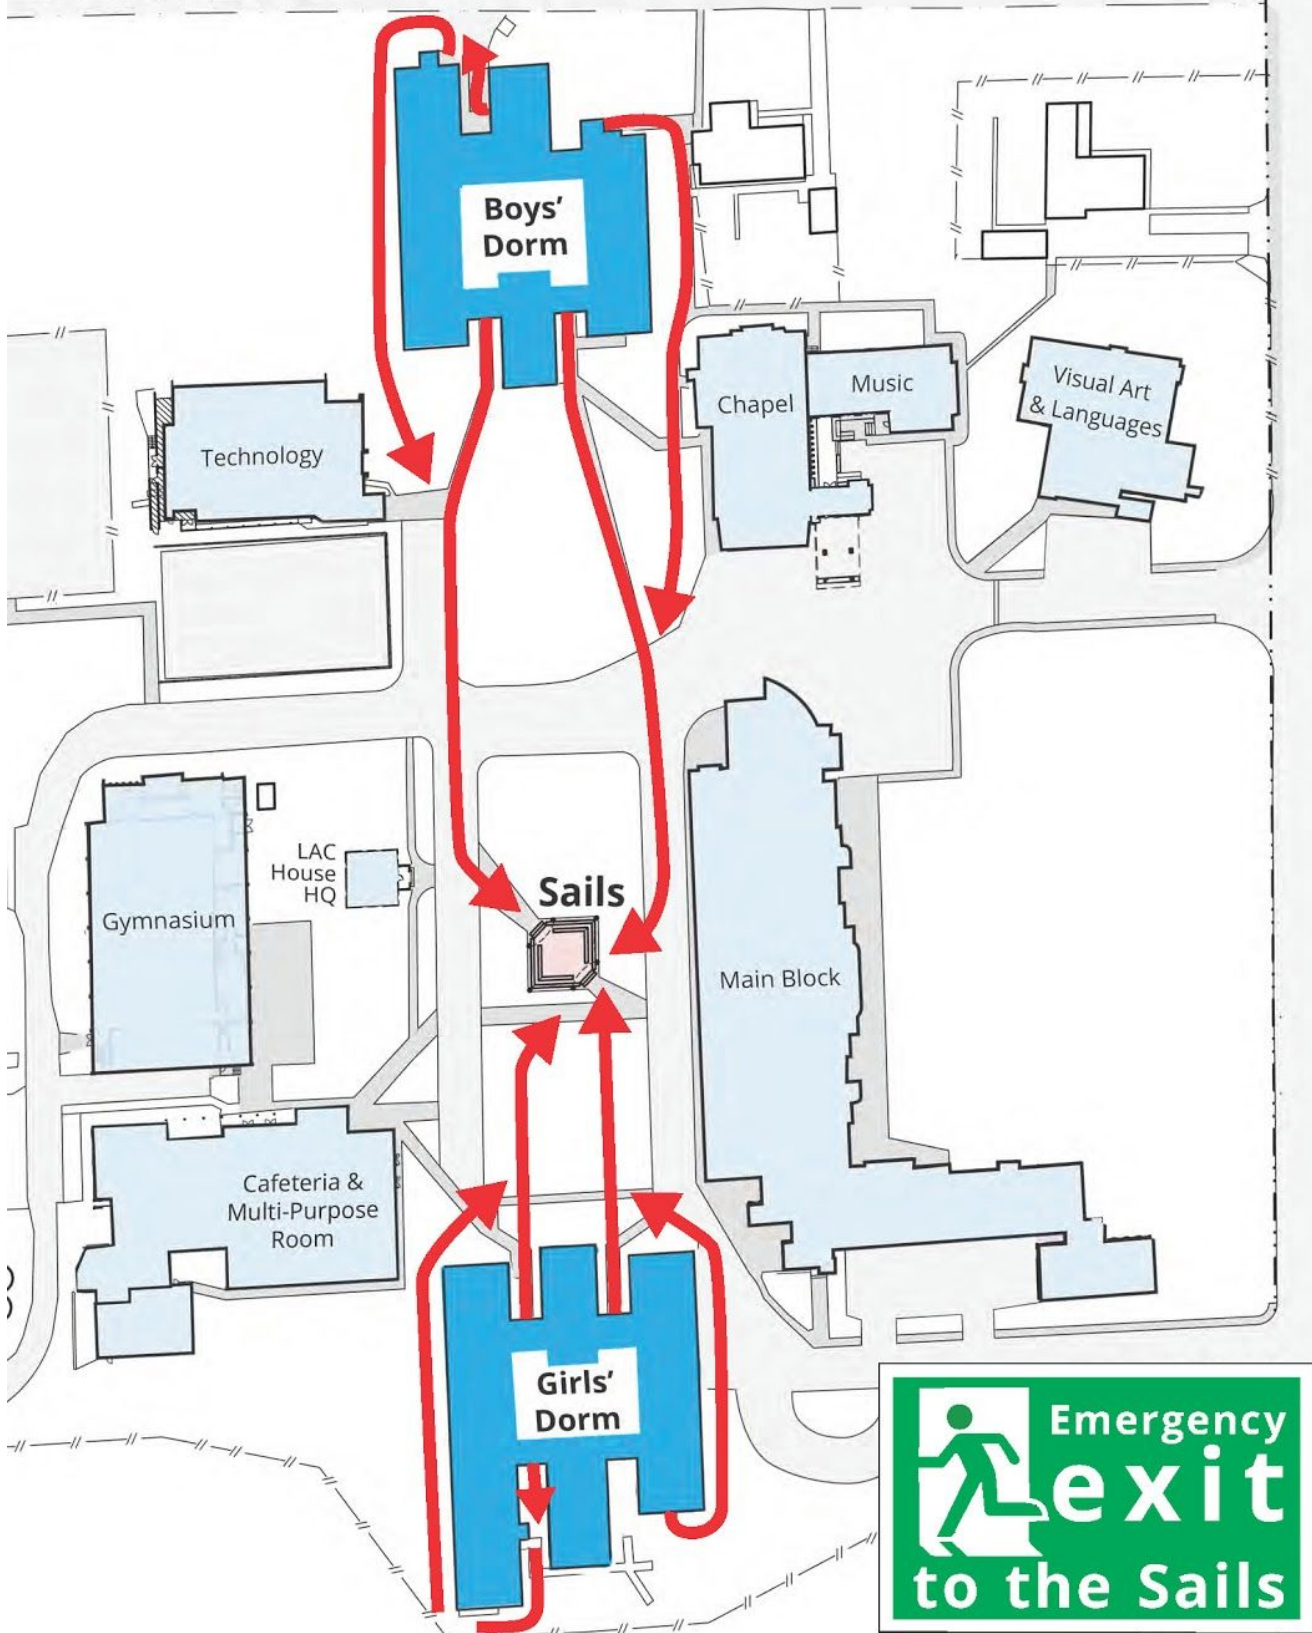 Boys’
Dorm
Technology
Chapel
Music
Visual Art
& Languages
LAC
House
HQ
Sails
Gymnasium
Main Block
Cafeteria &
Multi-Purpose
Room
Girls’
Dorm
Emergency
exit
to the Sails